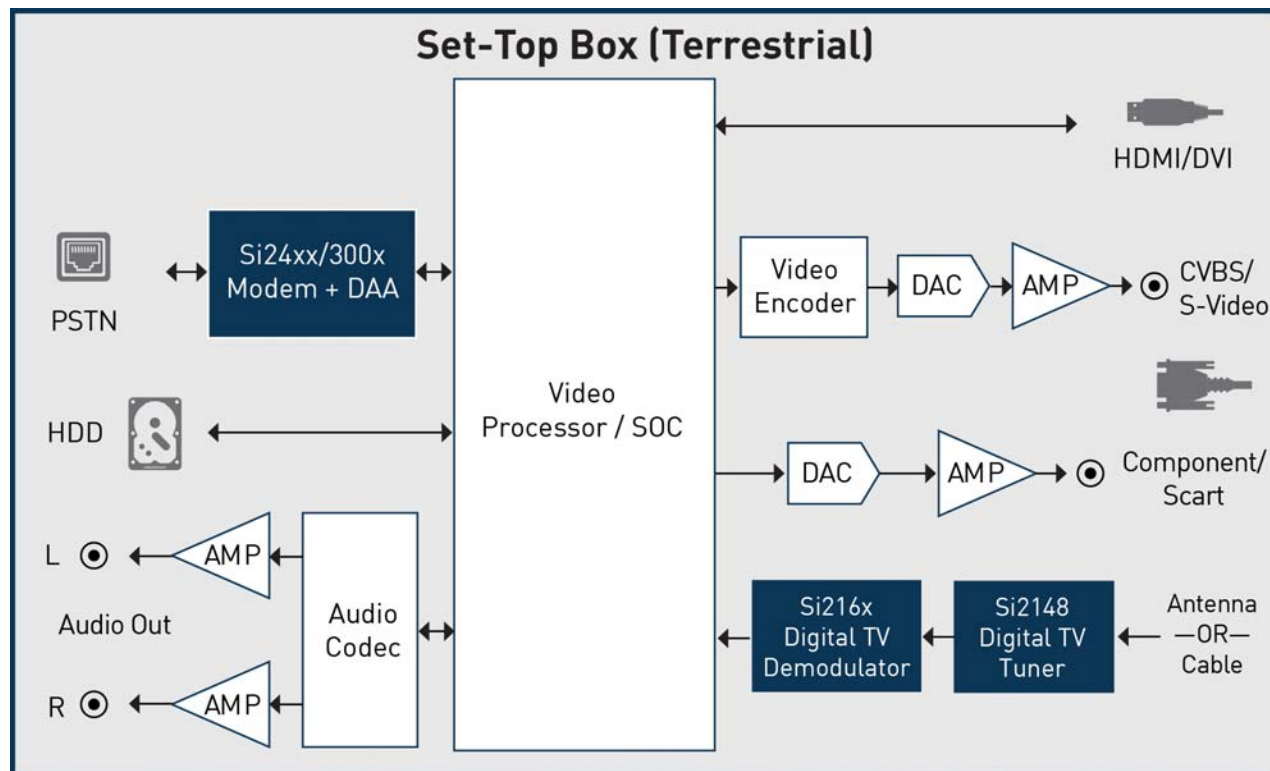 Set-Top Box (Terrestrial)
HDMI/DVI
PSTN
Si24xx/300x
Modem + DAA
Video
Encoder
DAC
AMP
CVBS/
S-Video
HDD
Video
Processor / SOC
DAC
AMP
Component/
Scart
L
AMP
Audio Out
R
AMP
Audio
Codec
Si216x
Digital TV
Demodulator
Si2148
Digital TV
Tuner
Antenna
—OR—
Cable